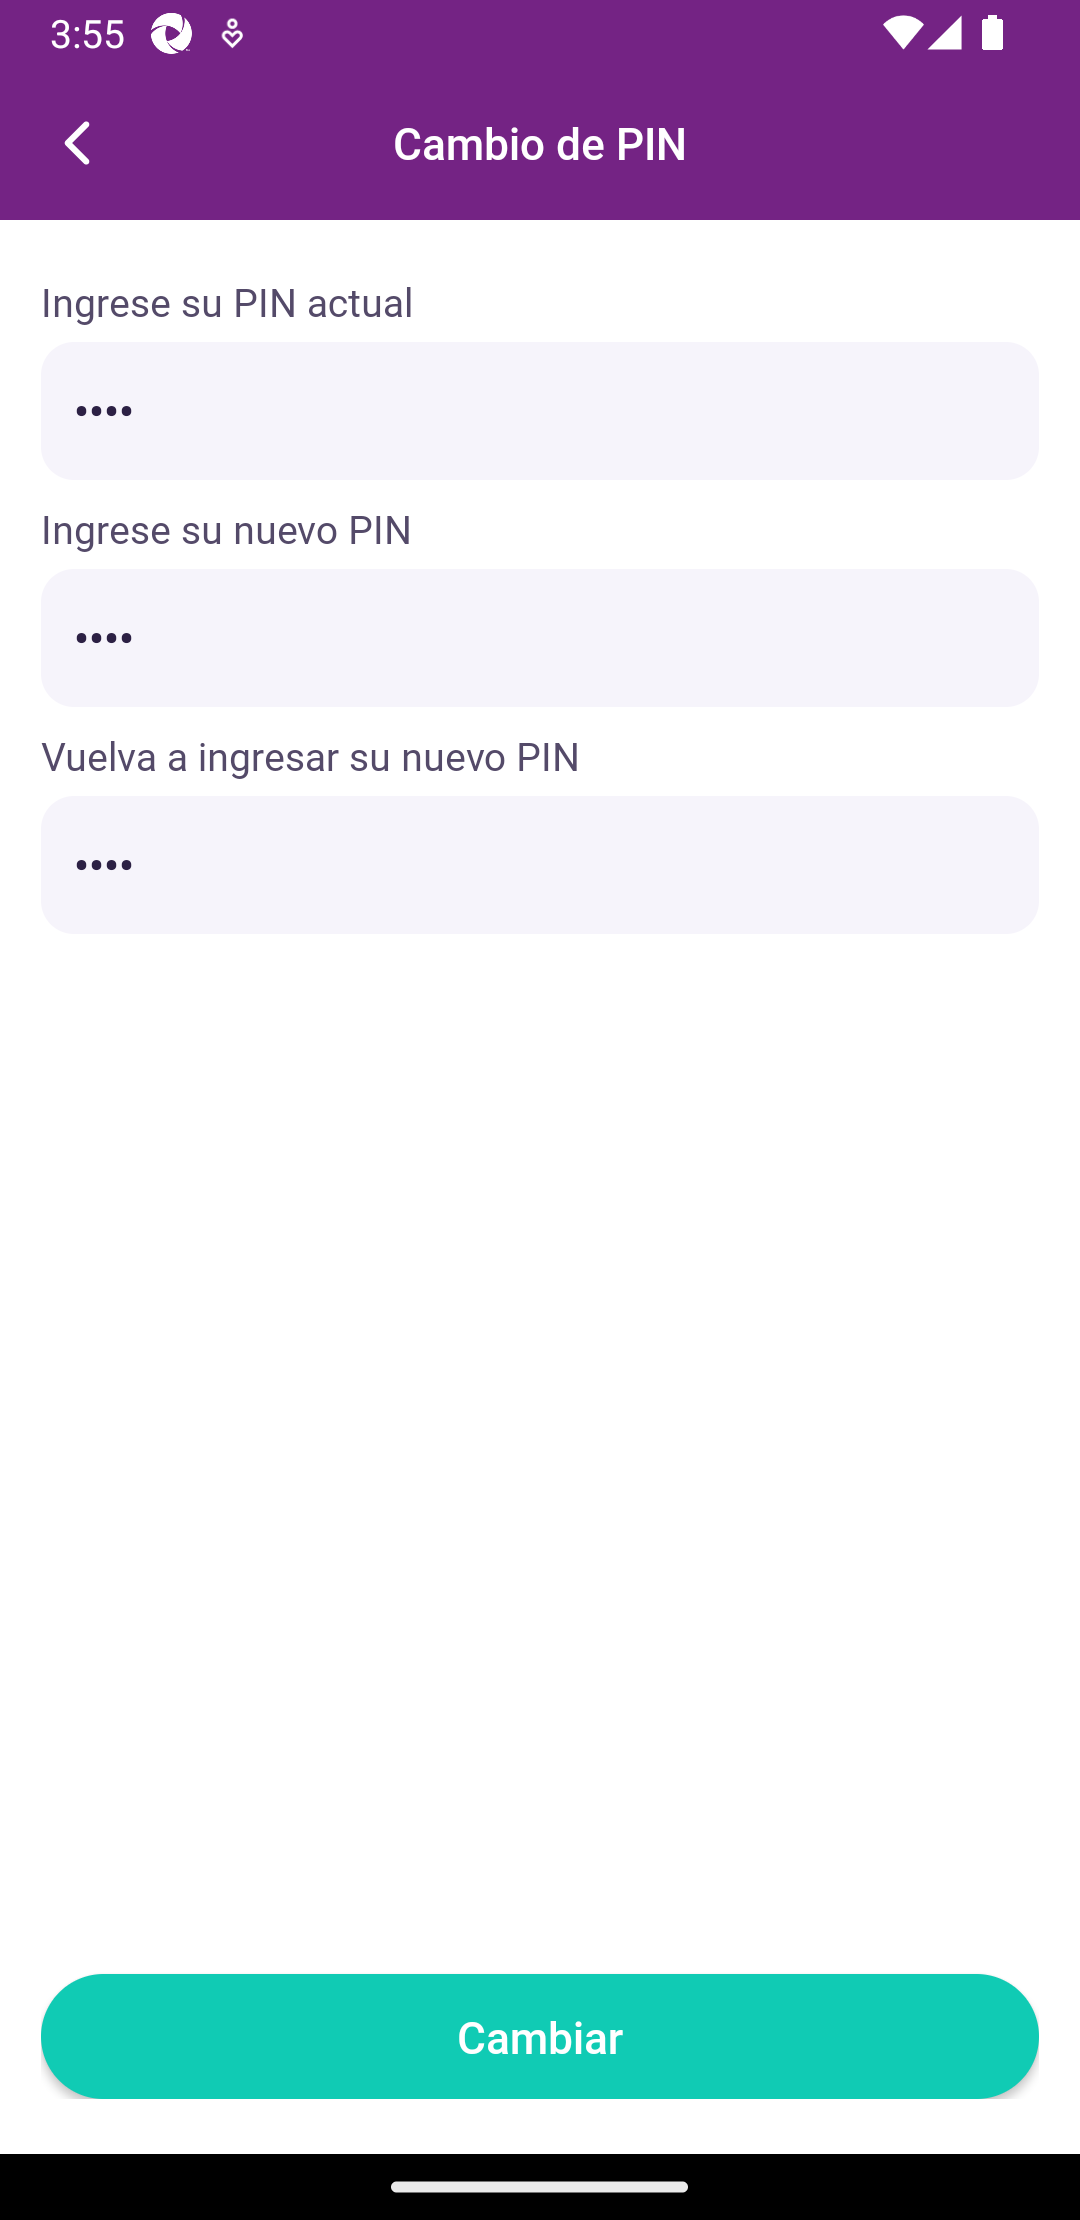 3:55
Cambio de PIN
Ingrese su PIN actual
••••
Ingrese su nuevo PIN
••••
Vuelva a ingresar su nuevo PIN
••••
Cambiar